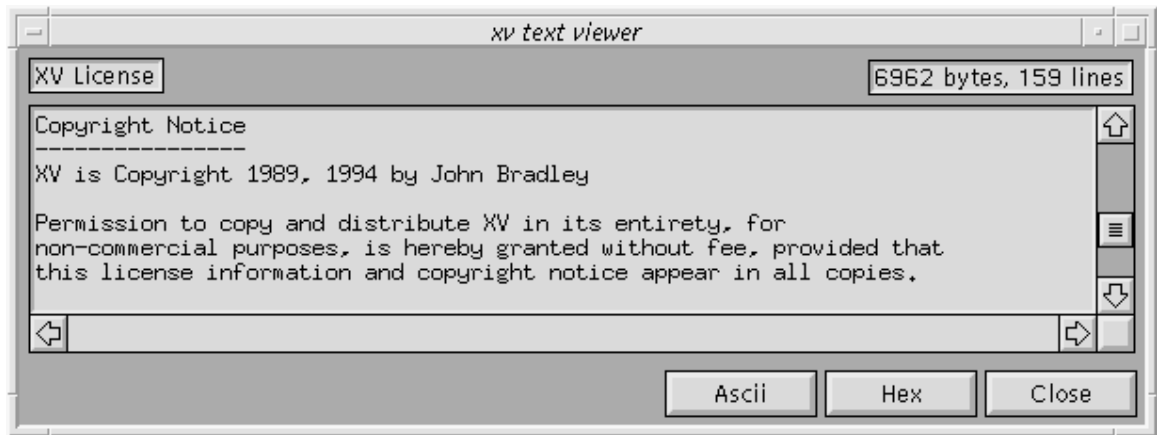 xv text viewer
XV License
6962 bytes, 159 lines
Copyright Notice
----------------
XV is Copyright 1989, 1994 by John Bradley
Permission to copy and distribute XV in its entirety, for
non-commercial purposes, is hereby granted without fee, provided that
this license information and copyright notice appear in all copies.
Ascii
Hex
Close